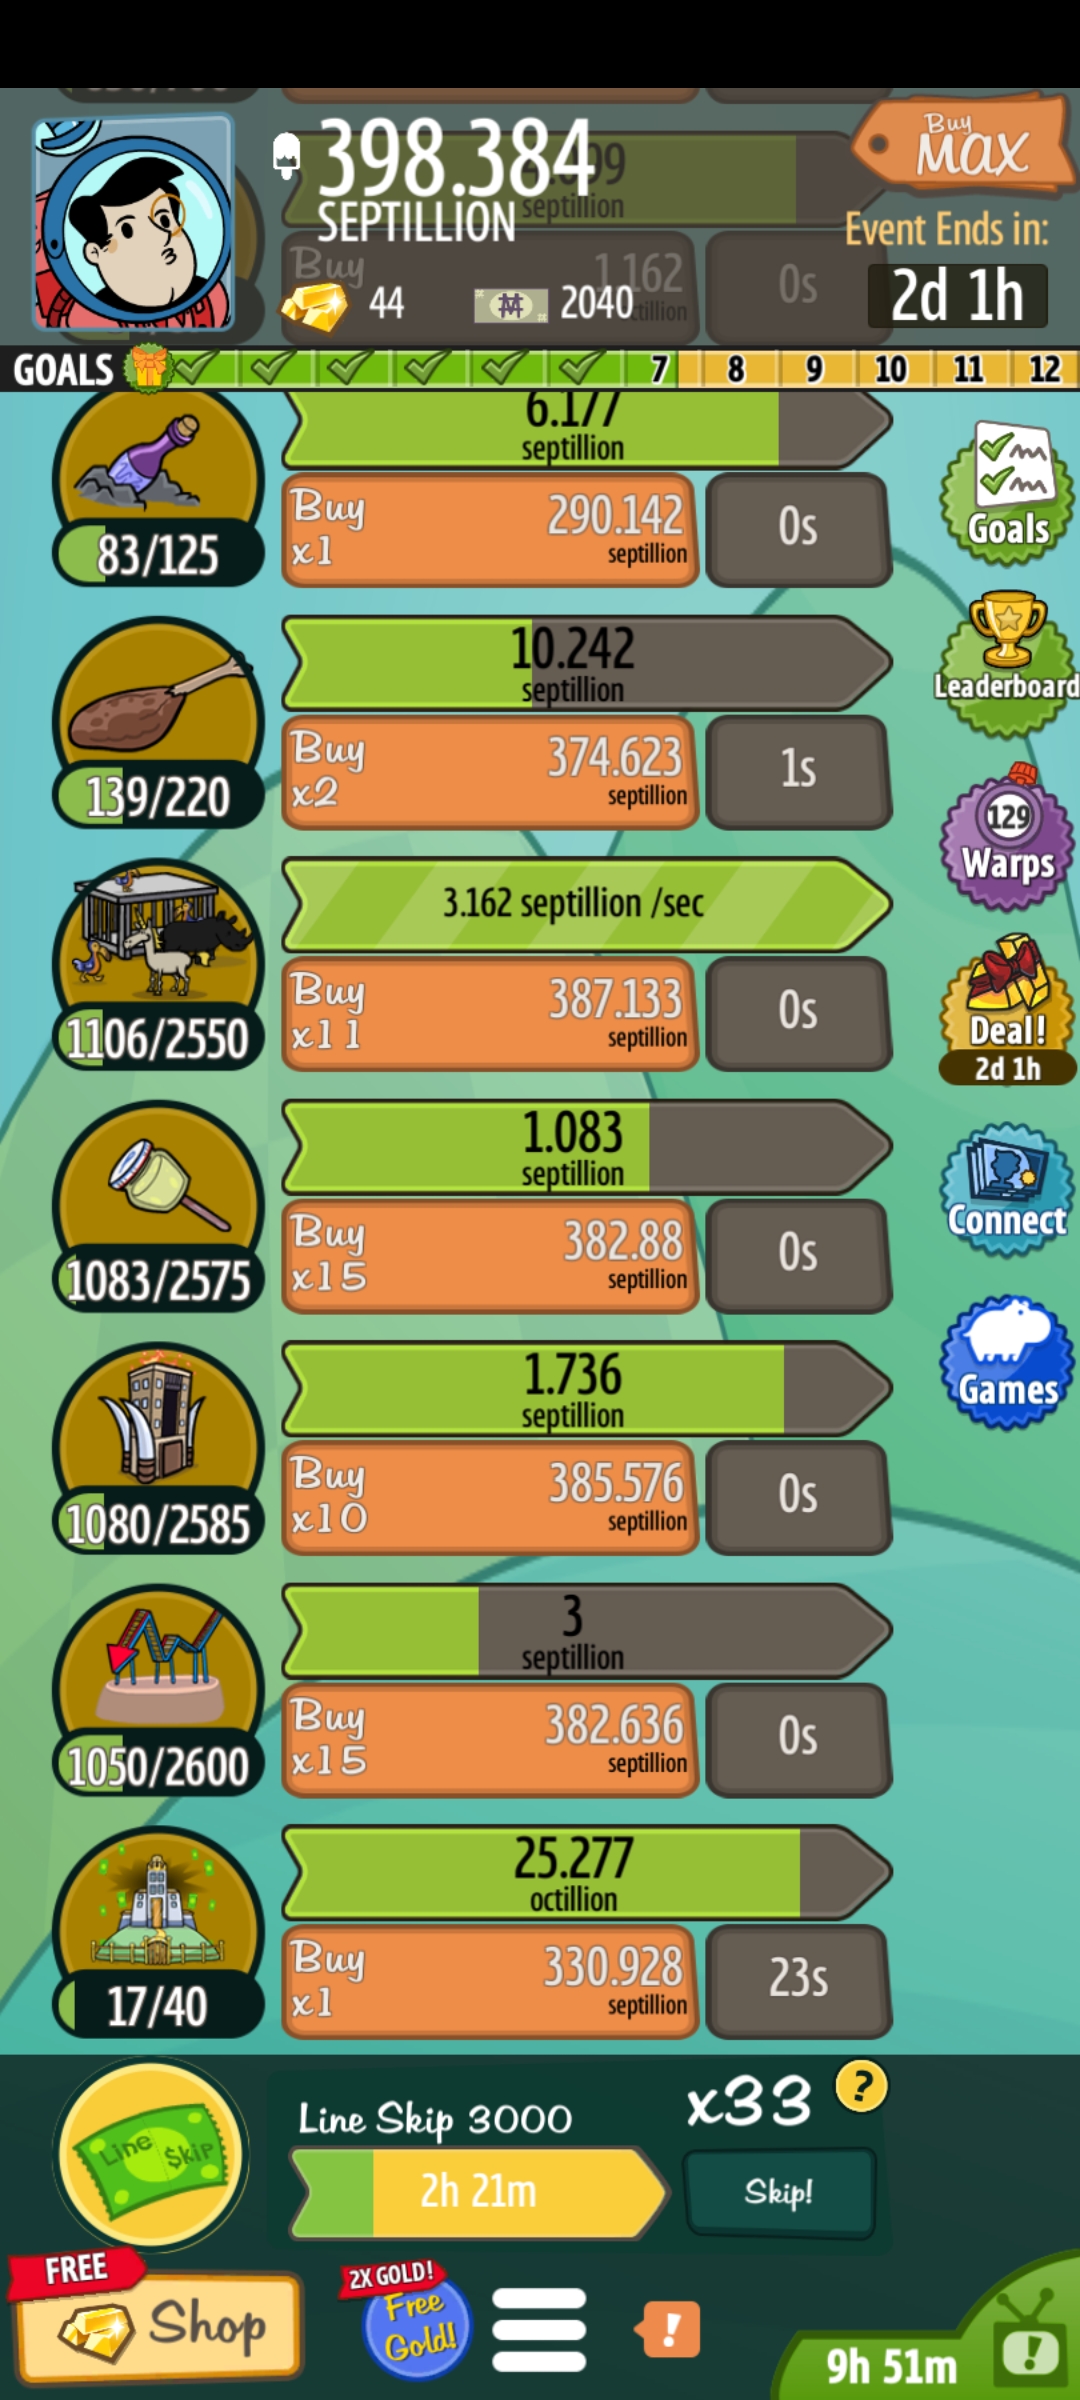 398.384
SEPTILLION
septillion
Buy
MAX
Event Ends in:
2d 1h
Buy
1.162
0s
44
2040
GOALS
7
8
9
10
11
12
6.177
septillion
83/125
Buy
x1
290.142
septillion
0s
Goals
10.242
septillion
139/220
Buy
x2
374.623
septillion
1s
Leaderboard
129
Warps
3.162 septillion /sec
1106/2550
Buy
x11
387.133
septillion
0s
Deal!
2d 1h
1.083
septillion
1083/2575
Buy
x15
382.88
septillion
0s
Connect
1.736
septillion
1080/2585
Buy
x10
385.576
septillion
0s
Games
3
septillion
1050/2600
Buy
x15
382.636
septillion
0s
25.277
octillion
17/40
Buy
x1
330.928
septillion
23s
Line $kip
Line Skip 3000
x33
?
2h 21m
Skip!
FREE
Shop
2X GOLD!
Free
Gold!
!
9h 51m
!